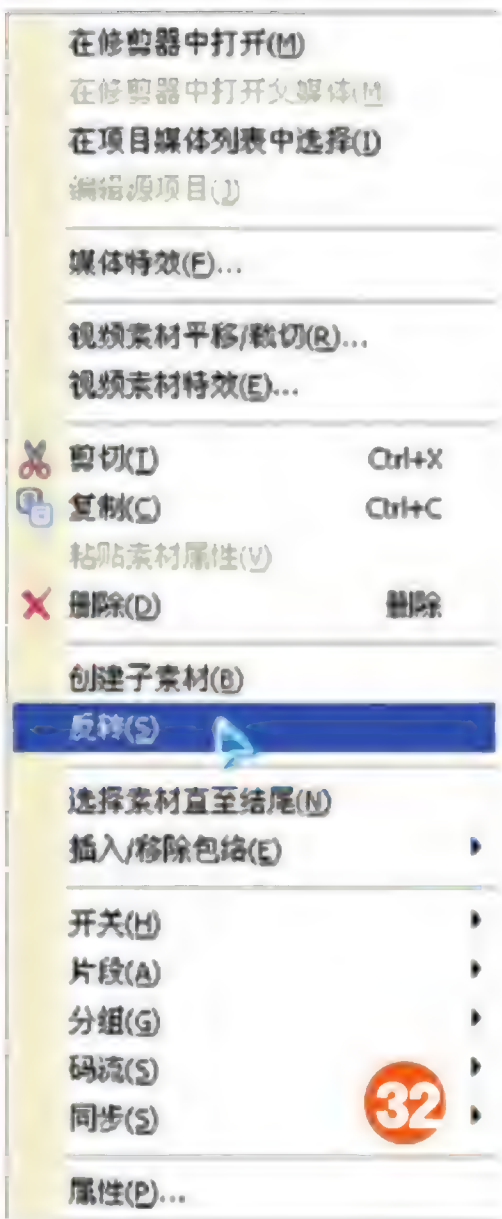 在修剪器中打开(M)
在修剪器中打开父媒体(M
在项目媒体列表中选择(I)
编辑源项目(J)
媒体特效(F)...
视频素材平移/裁切(R)...
视频素材特效(E)...
剪切(T) Ctrl+X
复制(C) Ctrl+C
粘贴素材属性(V)
删除(D) 删除
创建子素材(B)
反转(S)
选择素材直至结尾(N)
插入/移除包络(E)
开关(H)
片段(A)
分组(G)
码流(S)
同步(S)
32
属性(P)...